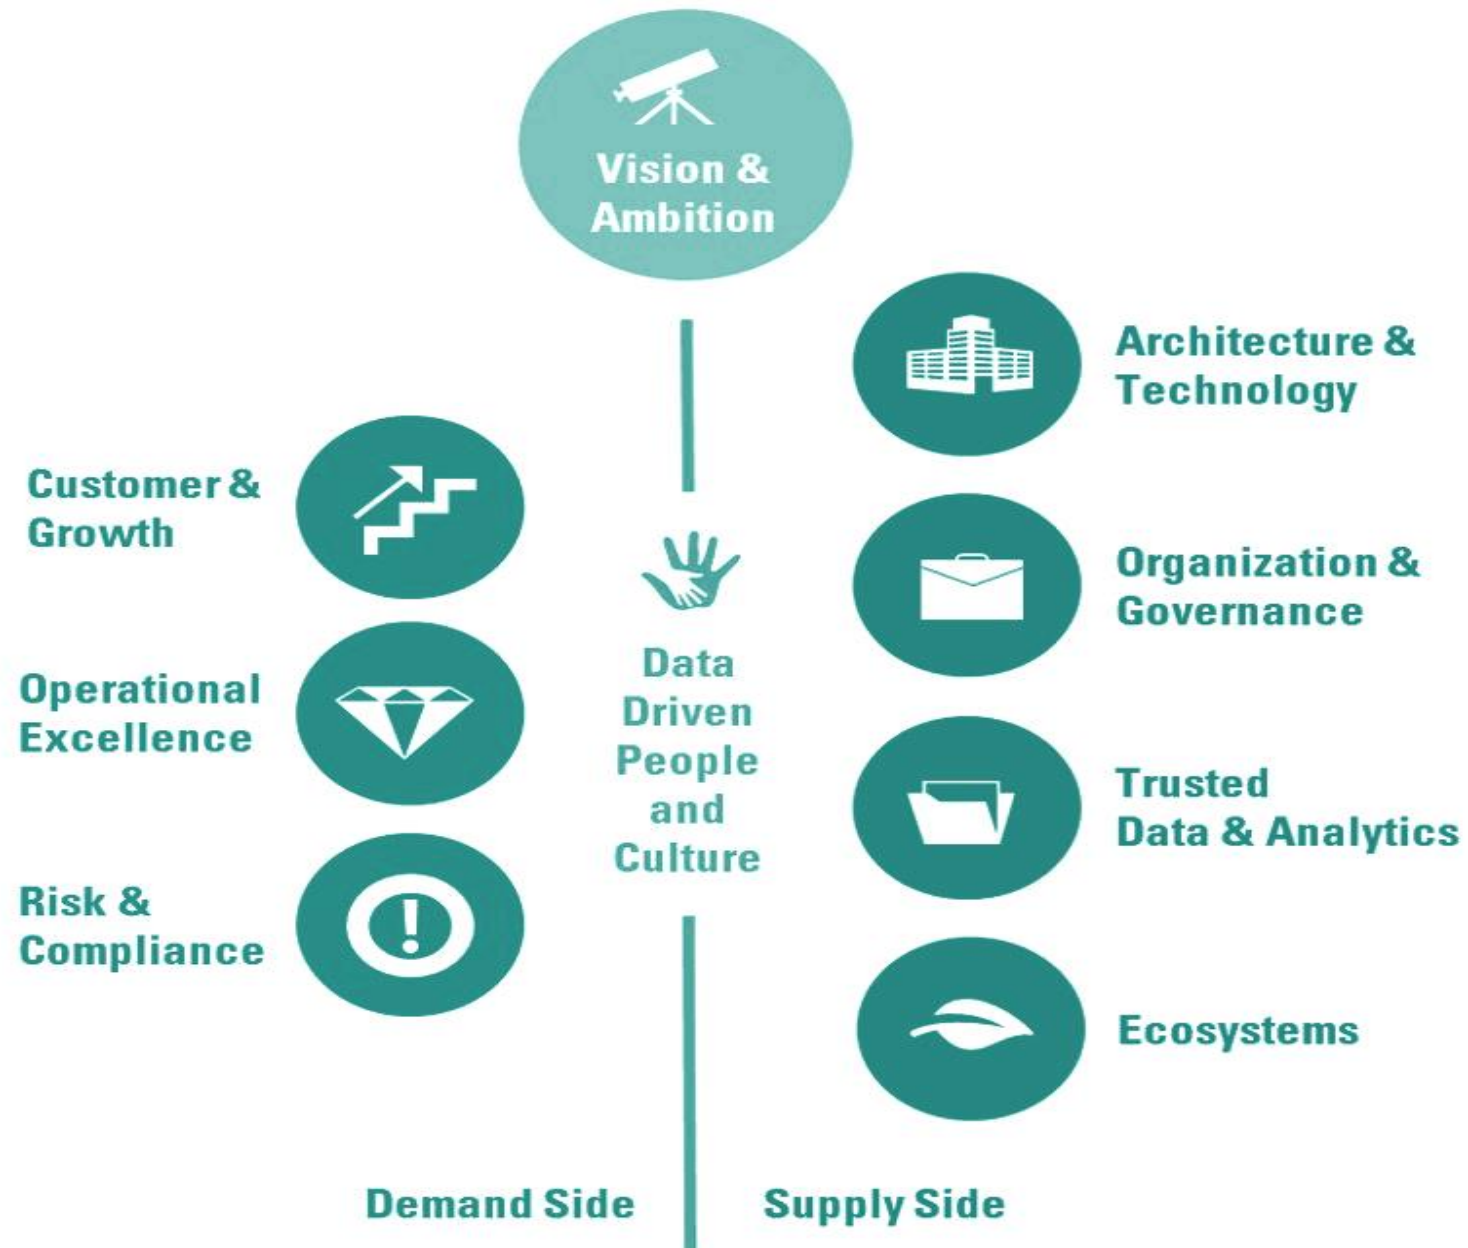 Vision &
Ambition
Customer &
Growth
Operational
Excellence
Risk &
Compliance
Data
Driven
People
and
Culture
Architecture &
Technology
Organization &
Governance
Trusted
Data & Analytics
Ecosystems
Demand Side
Supply Side